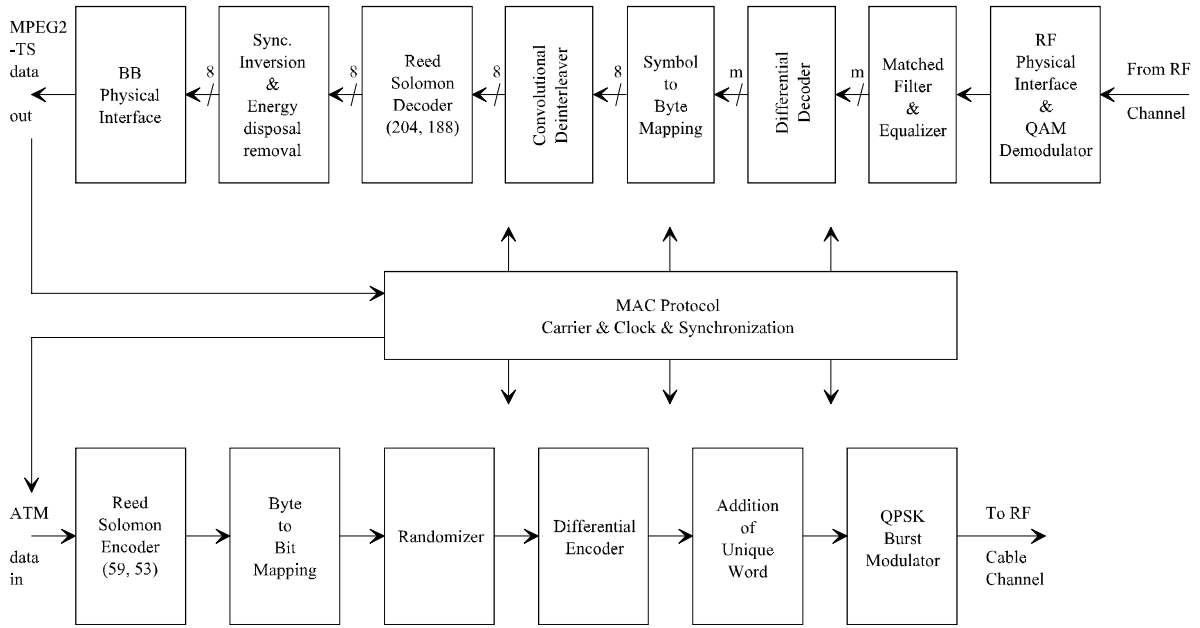 MPEG2
-TS
data
out
BB
Physical
Interface
8
Sync.
Inversion
&
Energy
disposal
removal
8
Reed
Solomon
Decoder
(204, 188)
8
Convolutional
Deinterleaver
8
Symbol
to
Byte
Mapping
m
Differential
Decoder
m
Matched
Filter
&
Equalizer
RF
Physical
Interface
&
QAM
Demodulator
From RF
Channel
MAC Protocol
Carrier & Clock & Synchronization
ATM
data
in
Reed
Solomon
Encoder
(59, 53)
Byte
to
Bit
Mapping
Randomizer
Differential
Encoder
Addition
of
Unique
Word
QPSK
Burst
Modulator
To RF
Cable
Channel